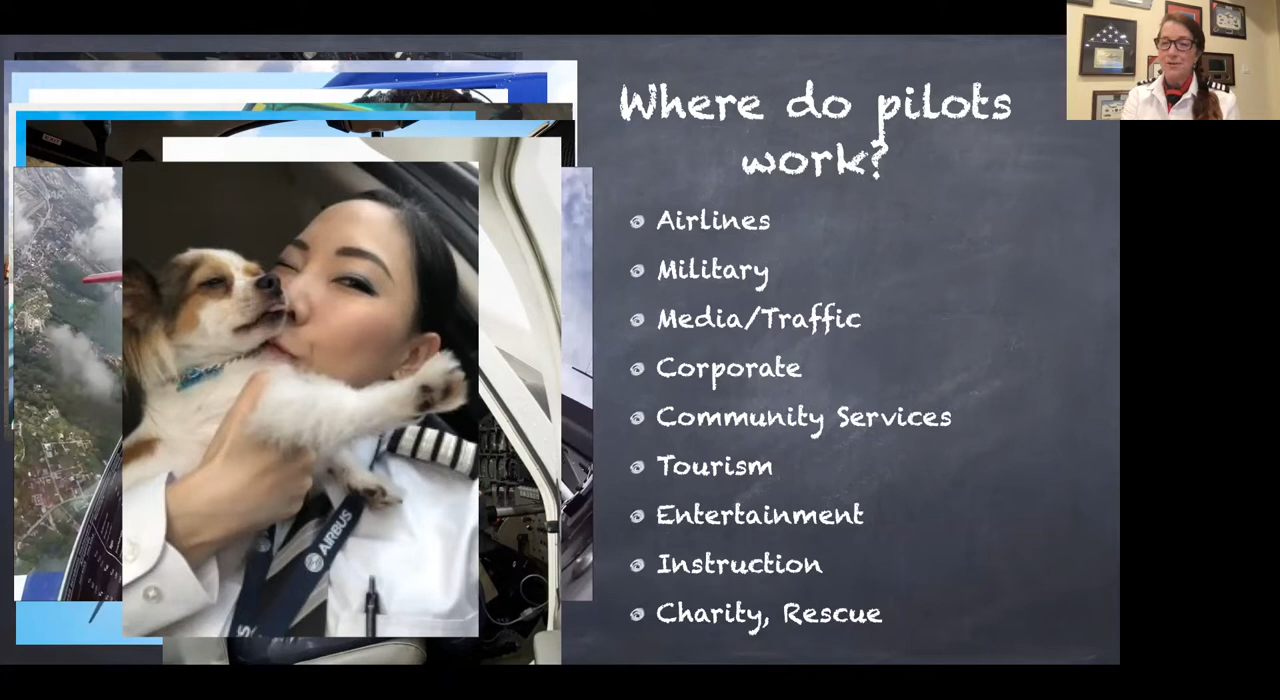 Where do pilots
work?
Airlines
Military
Media/Traffic
Corporate
Community Services
Tourism
Entertainment
Instruction
Charity, Rescue
AIRBUS